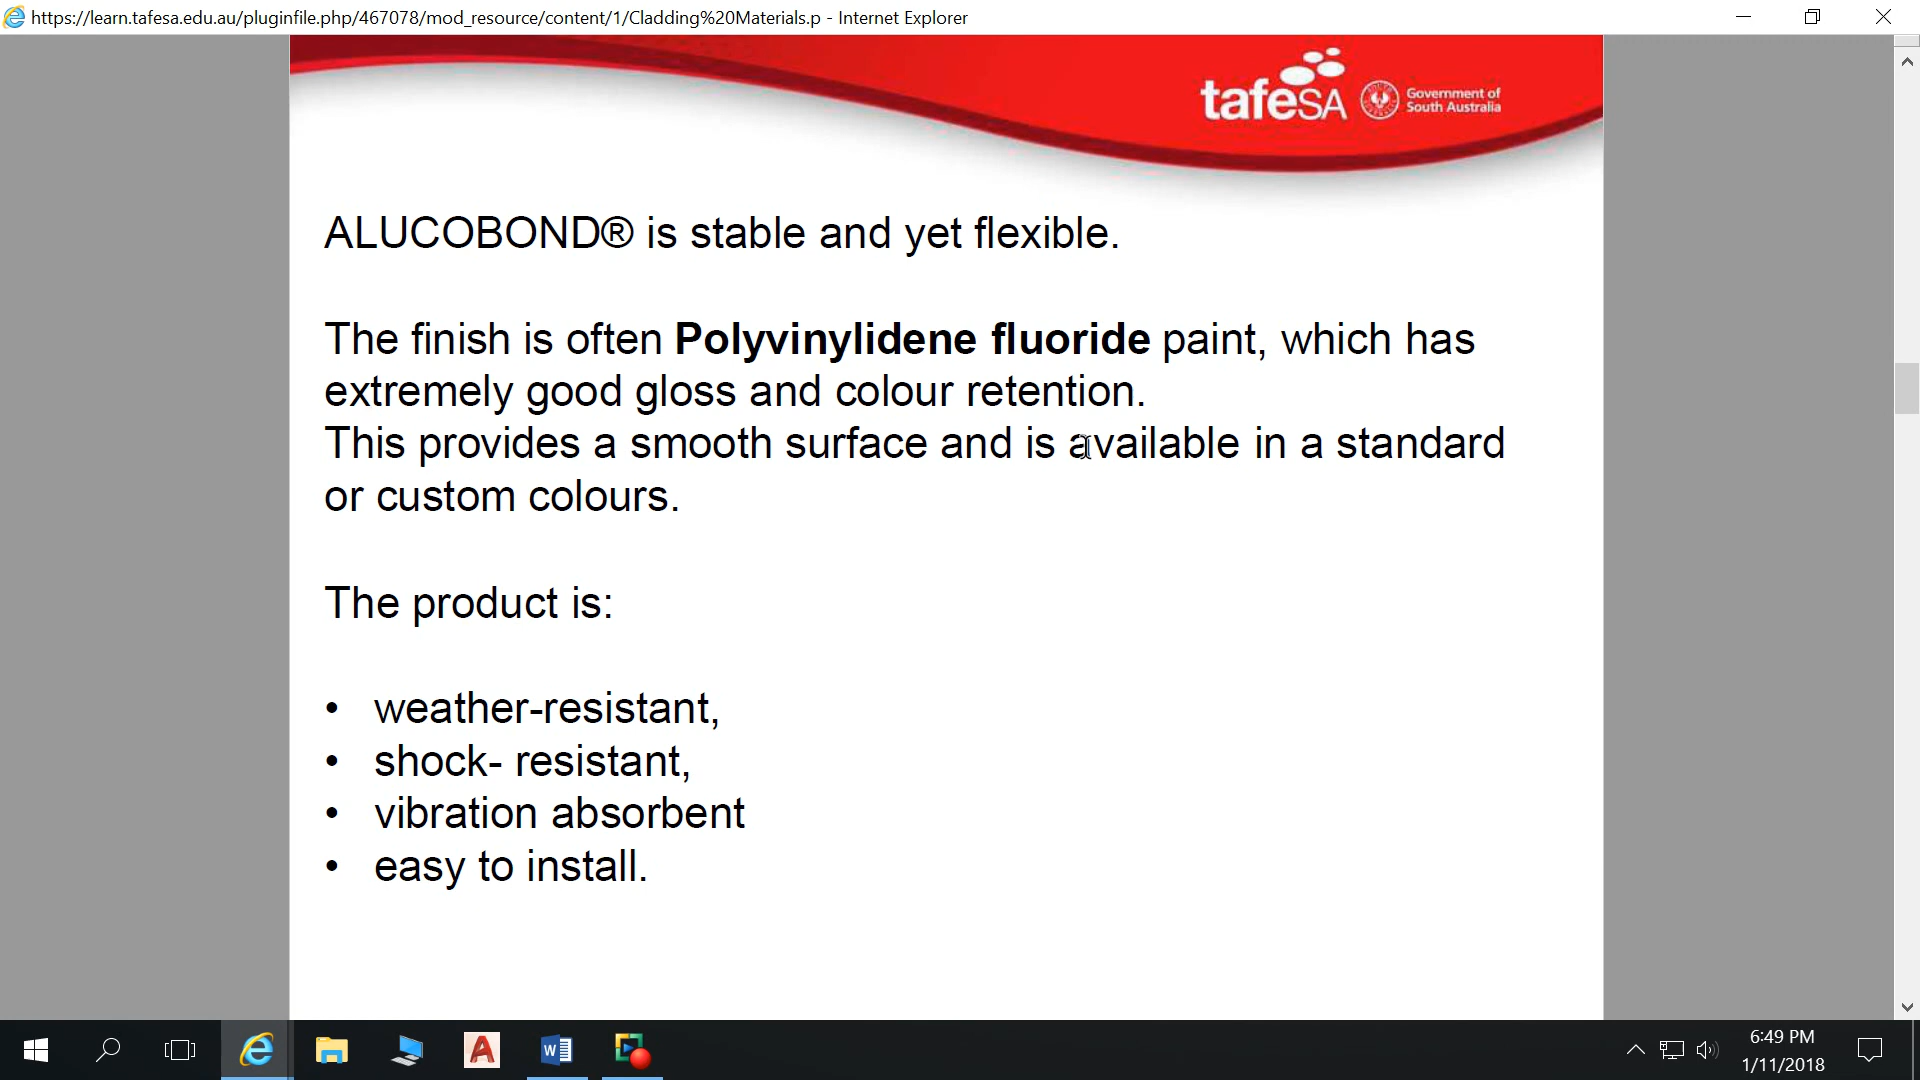 https://learn.tafesa.edu.au/pluginfile.php/467078/mod_resource/content/1/Cladding%20Materials.p - Internet Explorer
tafeSA
Government of
South Australia
ALUCOBOND® is stable and yet flexible.
The finish is often Polyvinylidene fluoride paint, which has
extremely good gloss and colour retention.
This provides a smooth surface and is available in a standard
or custom colours.
The product is:
• weather-resistant,
• shock- resistant,
• vibration absorbent
• easy to install.
6:49 PM
1/11/2018